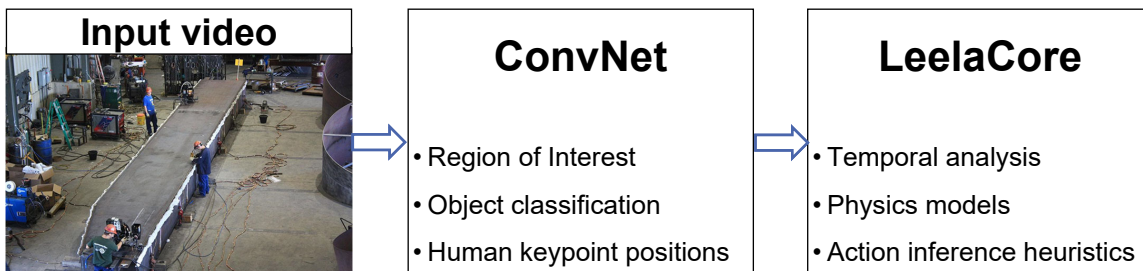 Input video
ConvNet
• Region of Interest
• Object classification
• Human keypoint positions
LeelaCore
• Temporal analysis
• Physics models
• Action inference heuristics